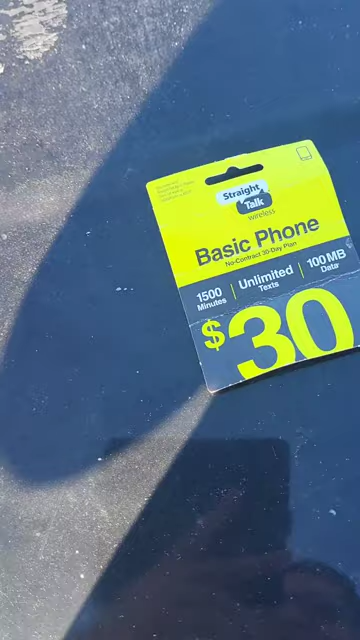 Straight
Talk
wireless
Basic Phone
No-Contract 30-Day Plan
1500
Minutes
Unlimited
Texts
100 MB
Data
$30